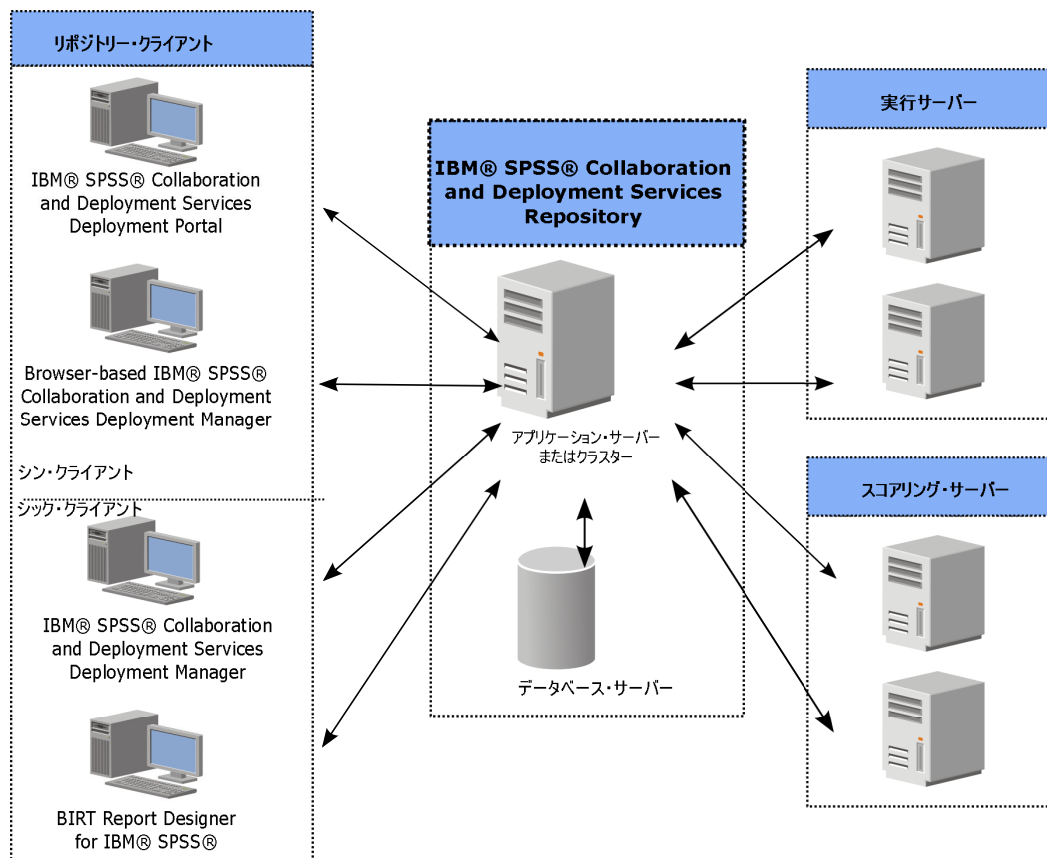 リポジトリー・クライアント
IBM® SPSS® Collaboration
and Deployment Services
Deployment Portal
Browser-based IBM® SPSS®
Collaboration and Deployment
Services Deployment Manager
シン・クライアント
シック・クライアント
IBM® SPSS® Collaboration
and Deployment Services
Deployment Manager
BIRT Report Designer
for IBM® SPSS®
IBM® SPSS® Collaboration
and Deployment Services
Repository
アプリケーション・サーバー
またはクラスター
データベース・サーバー
実行サーバー
スコアリング・サーバー